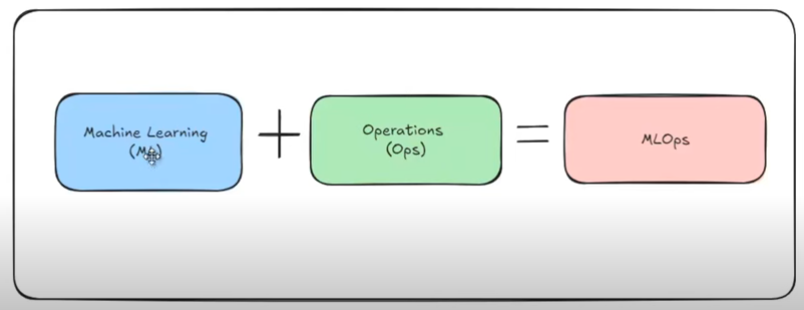 Machine Learning
(M
+
Operations
(Ops)
=
MLOps